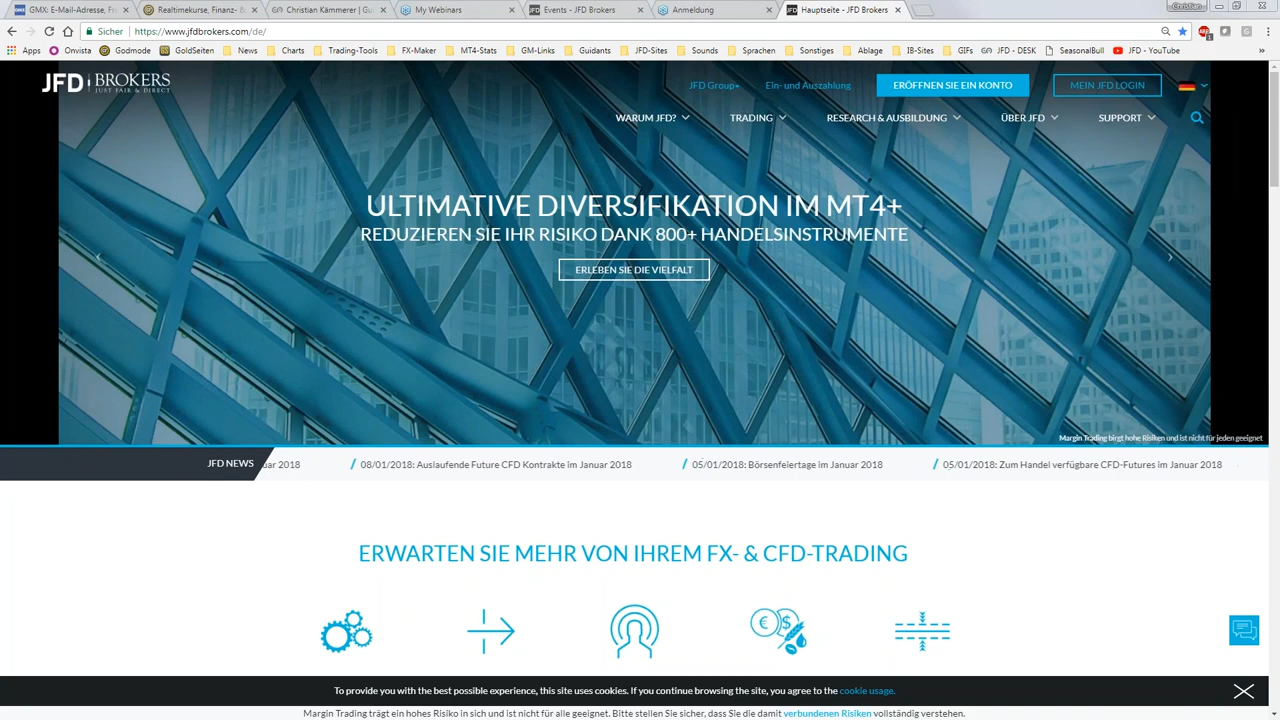 GMX: E-Mail-Adresse, Fr
Realtimekurse, Finanz- &
Christian Kämmerer | Gu
My Webinars
Events - JFD Brokers
Anmeldung
Hauptseite - JFD Brokers
Christian
Sicher
https://www.jfdbrokers.com/de/
Apps
Onvista
Godmode
GoldSeiten
News
Charts
Trading-Tools
FX-Maker
MT4-Stats
GM-Links
Guidants
JFD-Sites
Sounds
Sprachen
Sonstiges
Ablage
IB-Sites
GIFs
JFD - DESK
SeasonalBull
JFD - YouTube
»
JFD BROKERS
JUST FAIR & DIRECT
JFD Group
Ein- und Auszahlung
ERÖFFNEN SIE EIN KONTO
MEIN JFD LOGIN
WARUM JFD?
TRADING
RESEARCH & AUSBILDUNG
ÜBER JFD
SUPPORT
ULTIMATIVE DIVERSIFIKATION IM MT4+
REDUZIEREN SIE IHR RISIKO DANK 800+ HANDELSINSTRUMENTE
ERLEBEN SIE DIE VIELFALT
Margin Trading birgt hohe Risiken und ist nicht für jeden geeignet
JFD NEWS
uar 2018
08/01/2018: Auslaufende Future CFD Kontrakte im Januar 2018
05/01/2018: Börsenfeiertage im Januar 2018
05/01/2018: Zum Handel verfügbare CFD-Futures im Januar 2018
ERWARTEN SIE MEHR VON IHREM FX- & CFD-TRADING
To provide you with the best possible experience, this site uses cookies. If you continue browsing the site, you agree to the cookie usage.
Margin Trading trägt ein hohes Risiko in sich und ist nicht für alle geeignet. Bitte stellen Sie sicher, dass Sie die damit verbundenen Risiken vollständig verstehen.